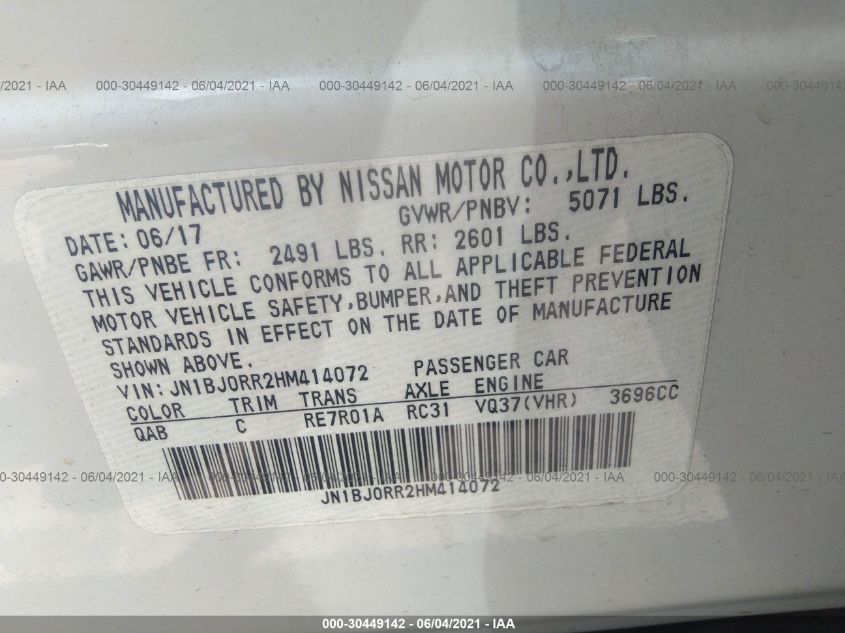 6/04/2021 - IAA 000-30449142 - 06/04/2021 - IAA 000-30449142 - 06/04/2021 - IAA 000-30449142 - 06/0
MANUFACTURED BY NISSAN MOTOR CO.,LTD.
DATE: 06/17 GVWR/PNBV: 5071 LBS.
GAWR/PNBE FR: 2491 LBS. RR: 2601 LBS.
THIS VEHICLE CONFORMS TO ALL APPLICABLE FEDERAL
MOTOR VEHICLE SAFETY,BUMPER,AND THEFT PREVENTION
STANDARDS IN EFFECT ON THE DATE OF MANUFACTURE
SHOWN ABOVE.
VIN: JN1BJ0RR2HM414072 PASSENGER CAR
COLOR TRIM TRANS AXLE ENGINE
QAB C RE7R01A RC31 VQ37(VHR) 3696CC
JN1BJ0RR2HM414072
000-30449142 - 06/04/2021 - IAA 000-30449142 - 06/04/2021 - IAA 000-30449142 - 06/04/2021 - IAA 000-30449142
000-30449142 - 06/04/2021 - IAA